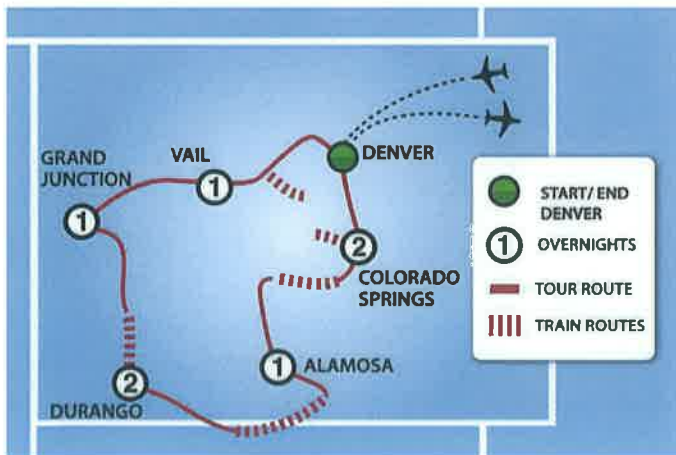 GRAND
JUNCTION
VAIL
DENVER
1
1
2
COLORADO
SPRINGS
1
ALAMOSA
2
DURANGO
START/ END
DENVER
1
OVERNIGHTS
TOUR ROUTE
TRAIN ROUTES